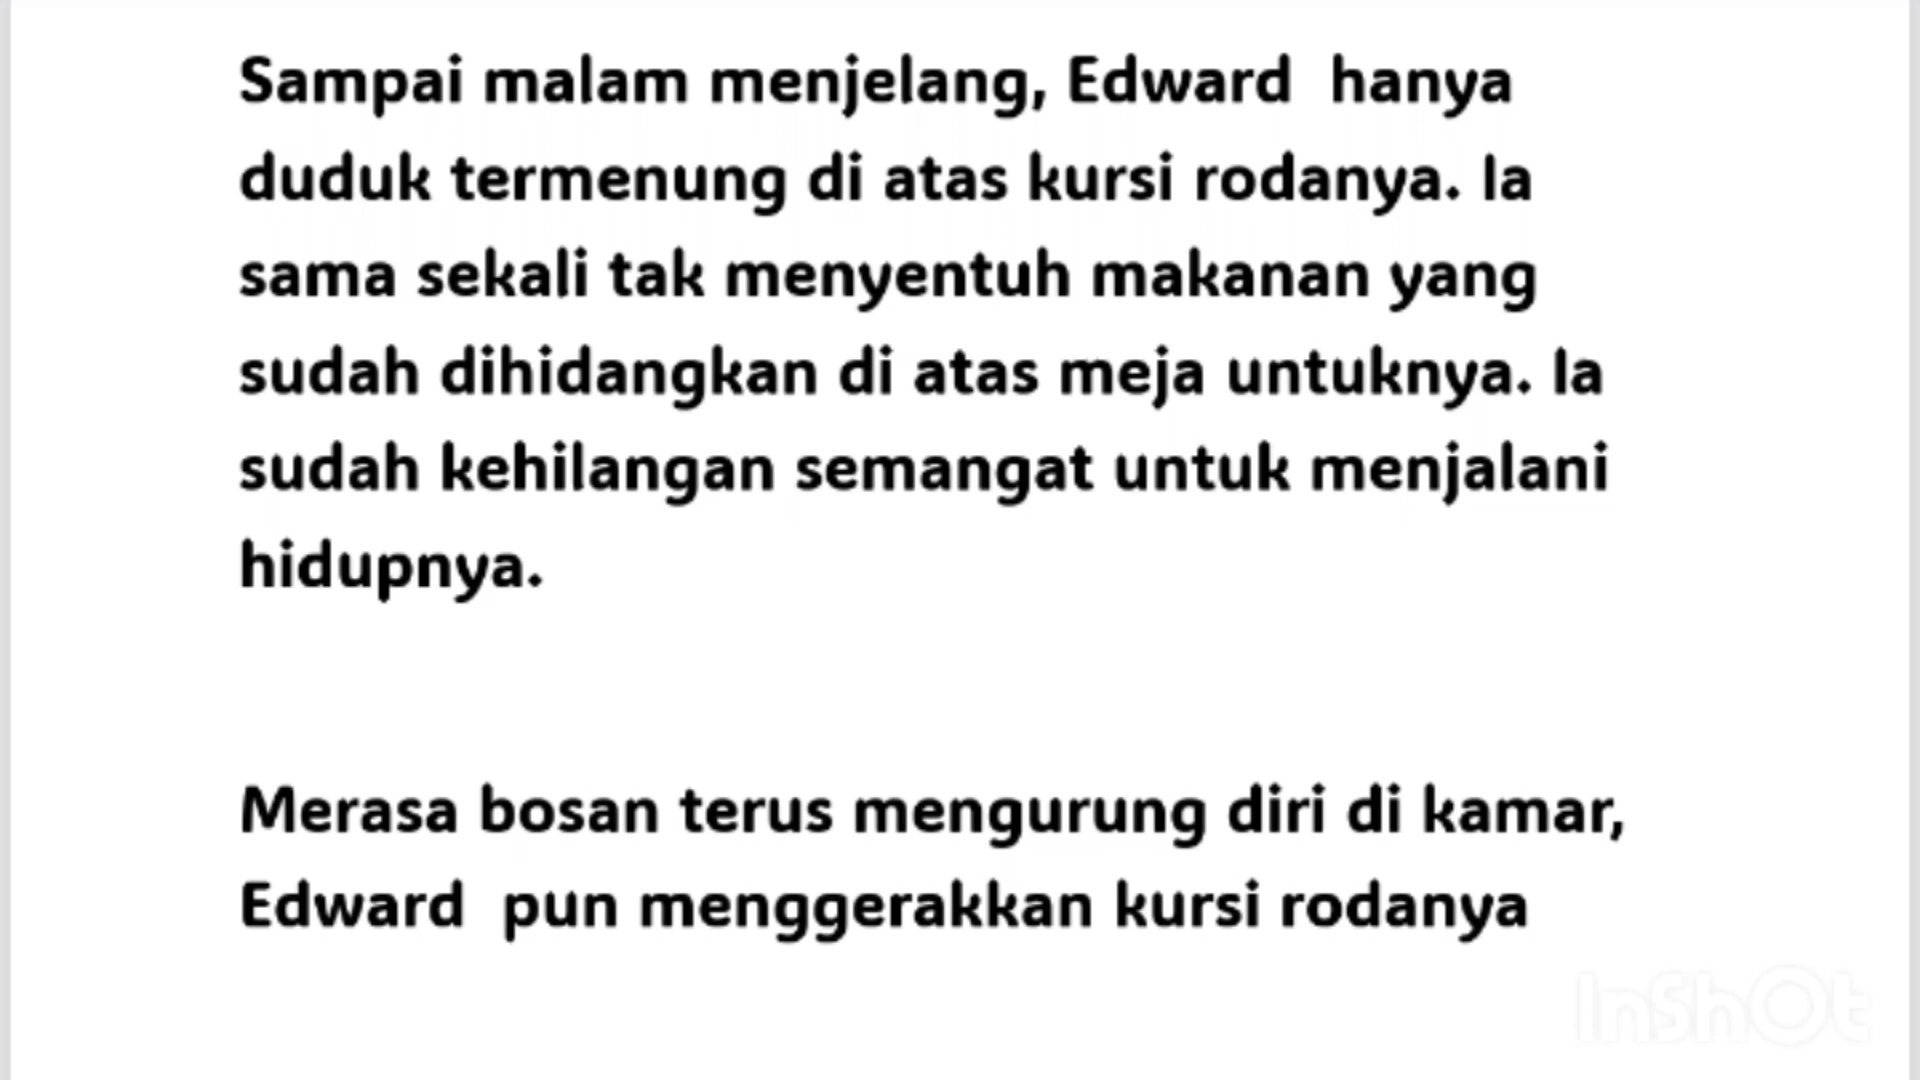 Sampai malam menjelang, Edward  hanya
duduk termenung di atas kursi rodanya. Ia
sama sekali tak menyentuh makanan yang
sudah dihidangkan di atas meja untuknya. Ia
sudah kehilangan semangat untuk menjalani
hidupnya.
Merasa bosan terus mengurung diri di kamar,
Edward  pun menggerakkan kursi rodanya
InShOt